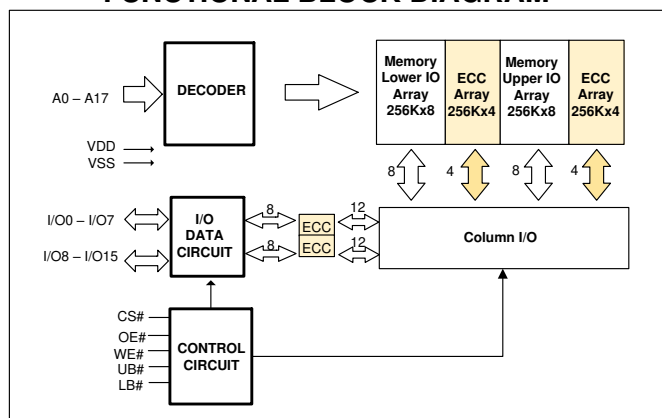 FUNCTIONAL BLOCK DIAGRAM
A0 – A17
DECODER
Memory
Lower IO
Array
256Kx8
ECC
Array
256Kx4
Memory
Upper IO
Array
256Kx8
ECC
Array
256Kx4
VDD
VSS
8
4
8
4
I/O0 – I/O7
I/O8 – I/O15
I/O
DATA
CIRCUIT
8
8
ECC
ECC
12
12
Column I/O
CS#
OE#
WE#
UB#
LB#
CONTROL
CIRCUIT